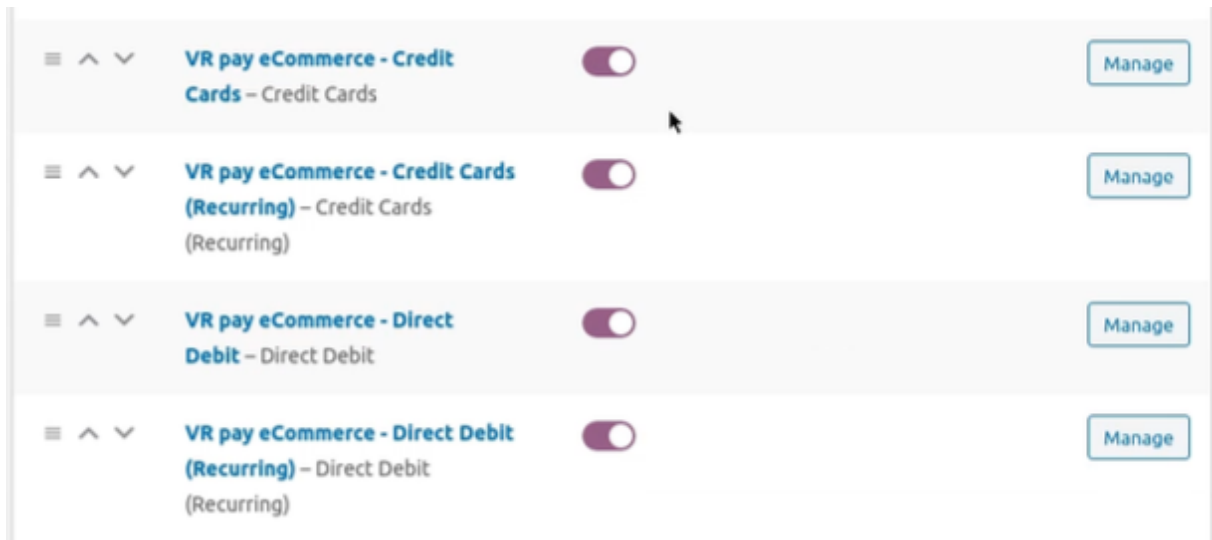 VR pay eCommerce - Credit
Cards – Credit Cards
Manage
VR pay eCommerce - Credit Cards
(Recurring) – Credit Cards
(Recurring)
Manage
VR pay eCommerce - Direct
Debit – Direct Debit
Manage
VR pay eCommerce - Direct Debit
(Recurring) – Direct Debit
(Recurring)
Manage